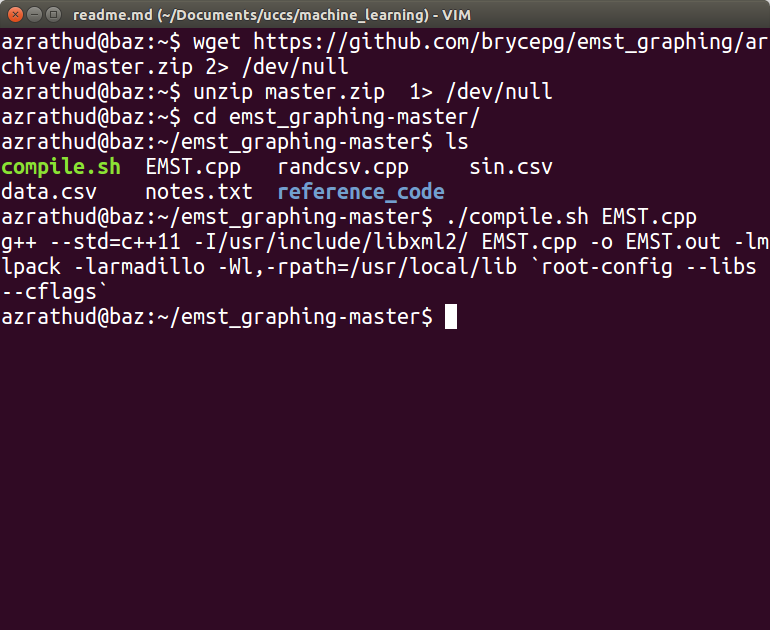 readme.md (~/Documents/uccs/machine_learning) - VIM
azrathud@baz:~$ wget https://github.com/brycepg/emst_graphing/ar
chive/master.zip 2> /dev/null
azrathud@baz:~$ unzip master.zip  1> /dev/null
azrathud@baz:~$ cd emst_graphing-master/
azrathud@baz:~/emst_graphing-master$ ls
compile.sh  EMST.cpp   randcsv.cpp     sin.csv
data.csv    notes.txt  reference_code
azrathud@baz:~/emst_graphing-master$ ./compile.sh EMST.cpp
g++ --std=c++11 -I/usr/include/libxml2/ EMST.cpp -o EMST.out -lm
lpack -larmadillo -Wl,-rpath=/usr/local/lib `root-config --libs
--cflags`
azrathud@baz:~/emst_graphing-master$